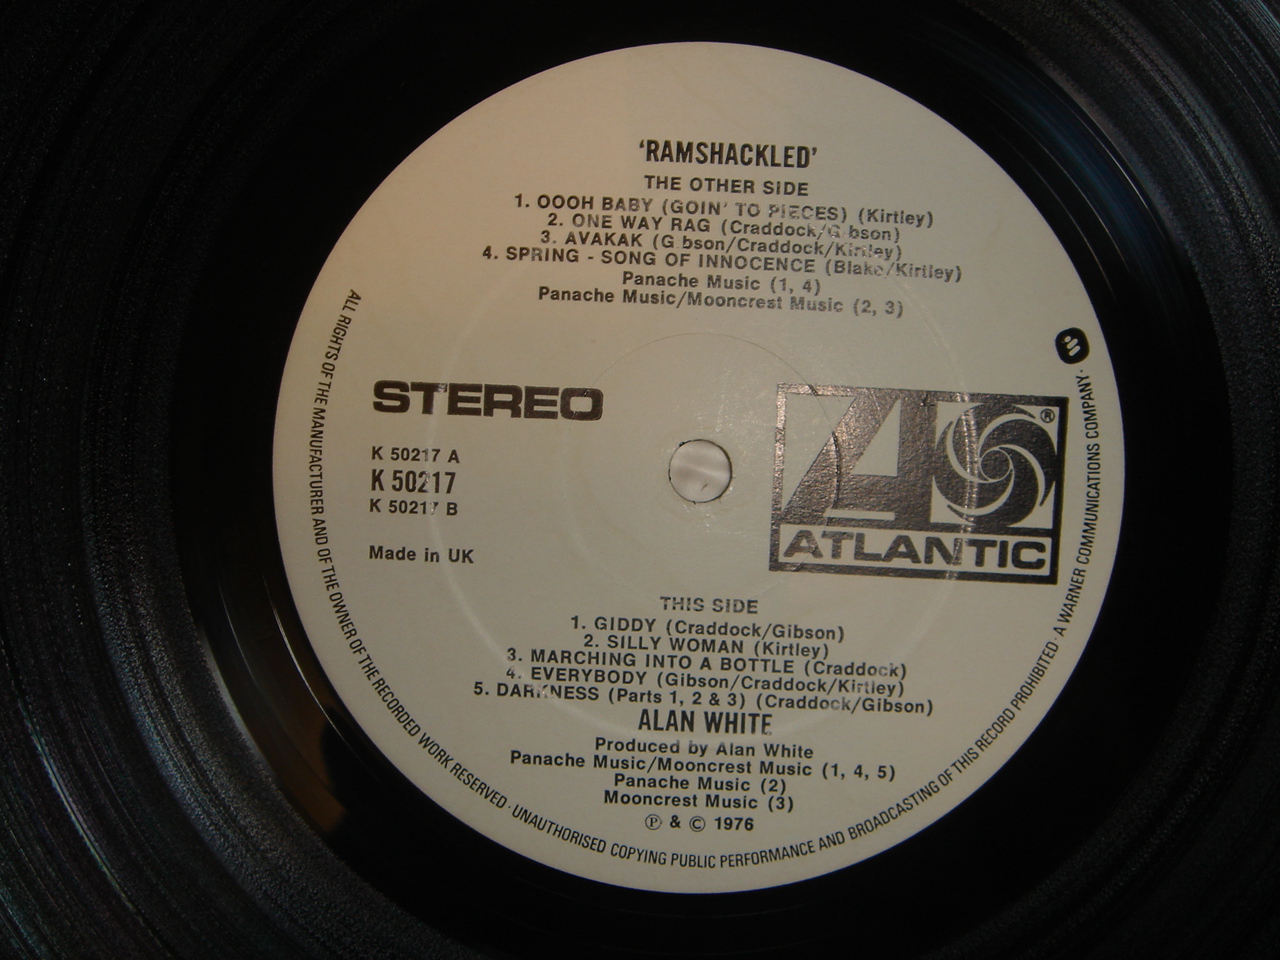 'RAMSHACKLED'
THE OTHER SIDE
1. OOOH BABY (GOIN' TO PIECES) (Kirtley)
2. ONE WAY RAG (Craddock/Gibson)
3. AVAKAK (Gibson/Craddock/Kirtley)
4. SPRING - SONG OF INNOCENCE (Blake/Kirtley)
Panache Music (1, 4)
Panache Music/Mooncrest Music (2, 3)
STEREO
K 50217 A
K 50217
K 50217 B
Made in UK
®
ATLANTIC
THIS SIDE
1. GIDDY (Craddock/Gibson)
2. SILLY WOMAN (Kirtley)
3. MARCHING INTO A BOTTLE (Craddock)
4. EVERYBODY (Gibson/Craddock/Kirtley)
5. DARKNESS (Parts 1, 2 & 3) (Craddock/Gibson)
ALAN WHITE
Produced by Alan White
Panache Music/Mooncrest Music (1, 4, 5)
Panache Music (2)
Mooncrest Music (3)
Ⓟ & © 1976
ALL RIGHTS OF THE MANUFACTURER AND OF THE OWNER OF THE RECORDED WORK RESERVED · UNAUTHORISED COPYING PUBLIC PERFORMANCE AND BROADCASTING OF THIS RECORD PROHIBITED · A WARNER COMMUNICATIONS COMPANY ·